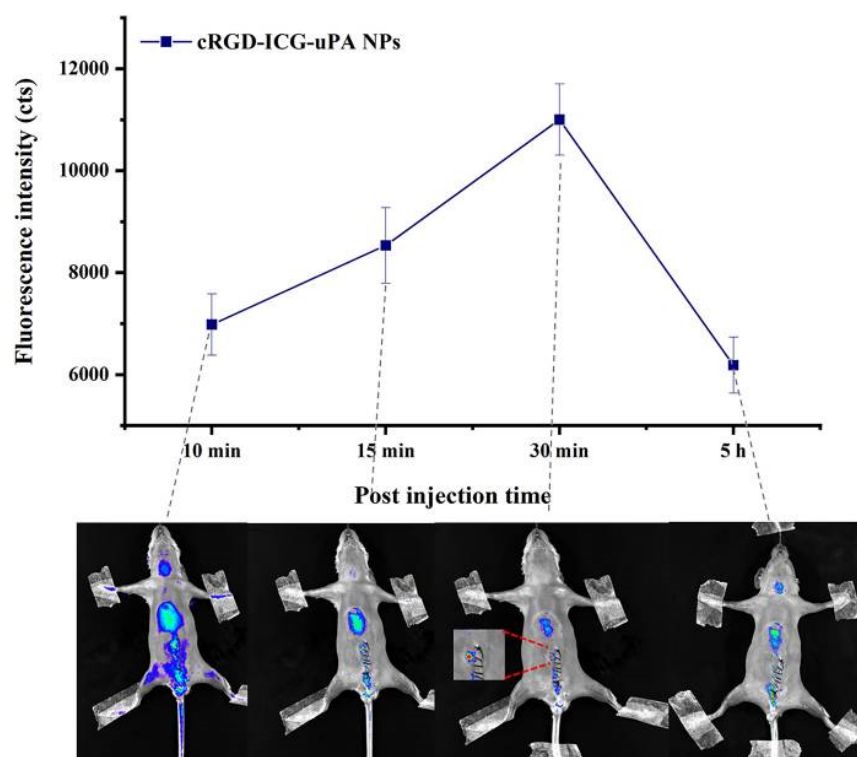 cRGD-ICG-uPA NPs
Fluorescence intensity (cts)
12000
10000
8000
6000
10 min 15 min 30 min 5 h
Post injection time